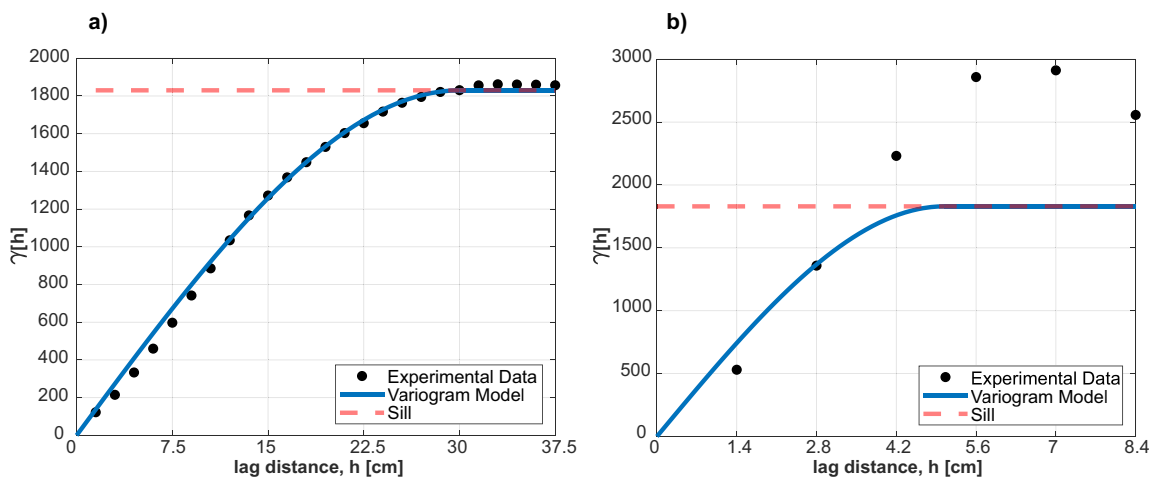 a)
2000
1800
1600
1400
1200
1000
800
600
400
200
0
γ[h]
0 7.5 15 22.5 30 37.5
lag distance, h [cm]
Experimental Data
Variogram Model
Sill
b)
3000
2500
2000
1500
1000
500
0
γ[h]
0 1.4 2.8 4.2 5.6 7 8.4
lag distance, h [cm]
Experimental Data
Variogram Model
Sill